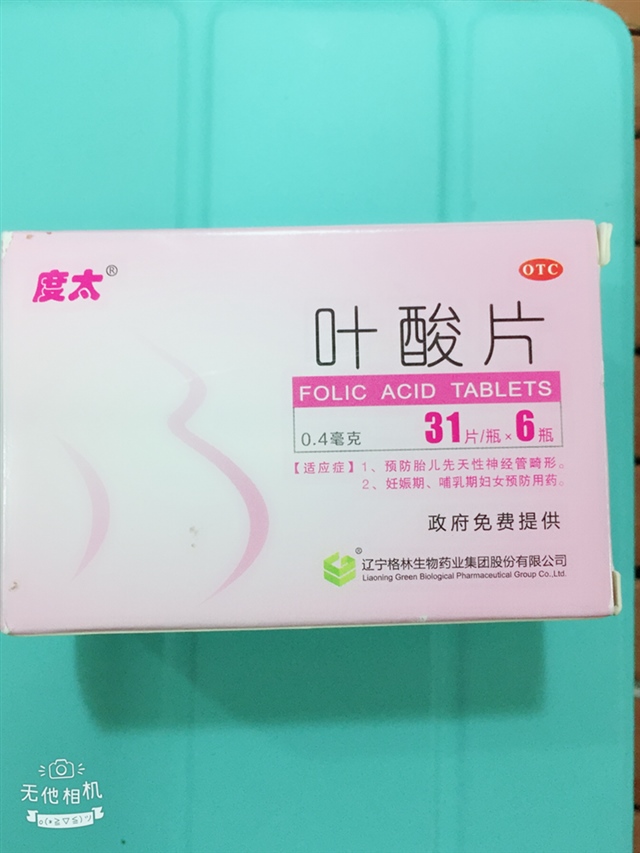 度太®
OTC
叶酸片
FOLIC ACID TABLETS
0.4毫克
31片/瓶×6瓶
【适应症】1、预防胎儿先天性神经管畸形。
2、妊娠期、哺乳期妇女预防用药。
政府免费提供
®
辽宁格林生物药业集团股份有限公司
Liaoning Green Biological Pharmaceutical Group Co.,Ltd.
无他相机